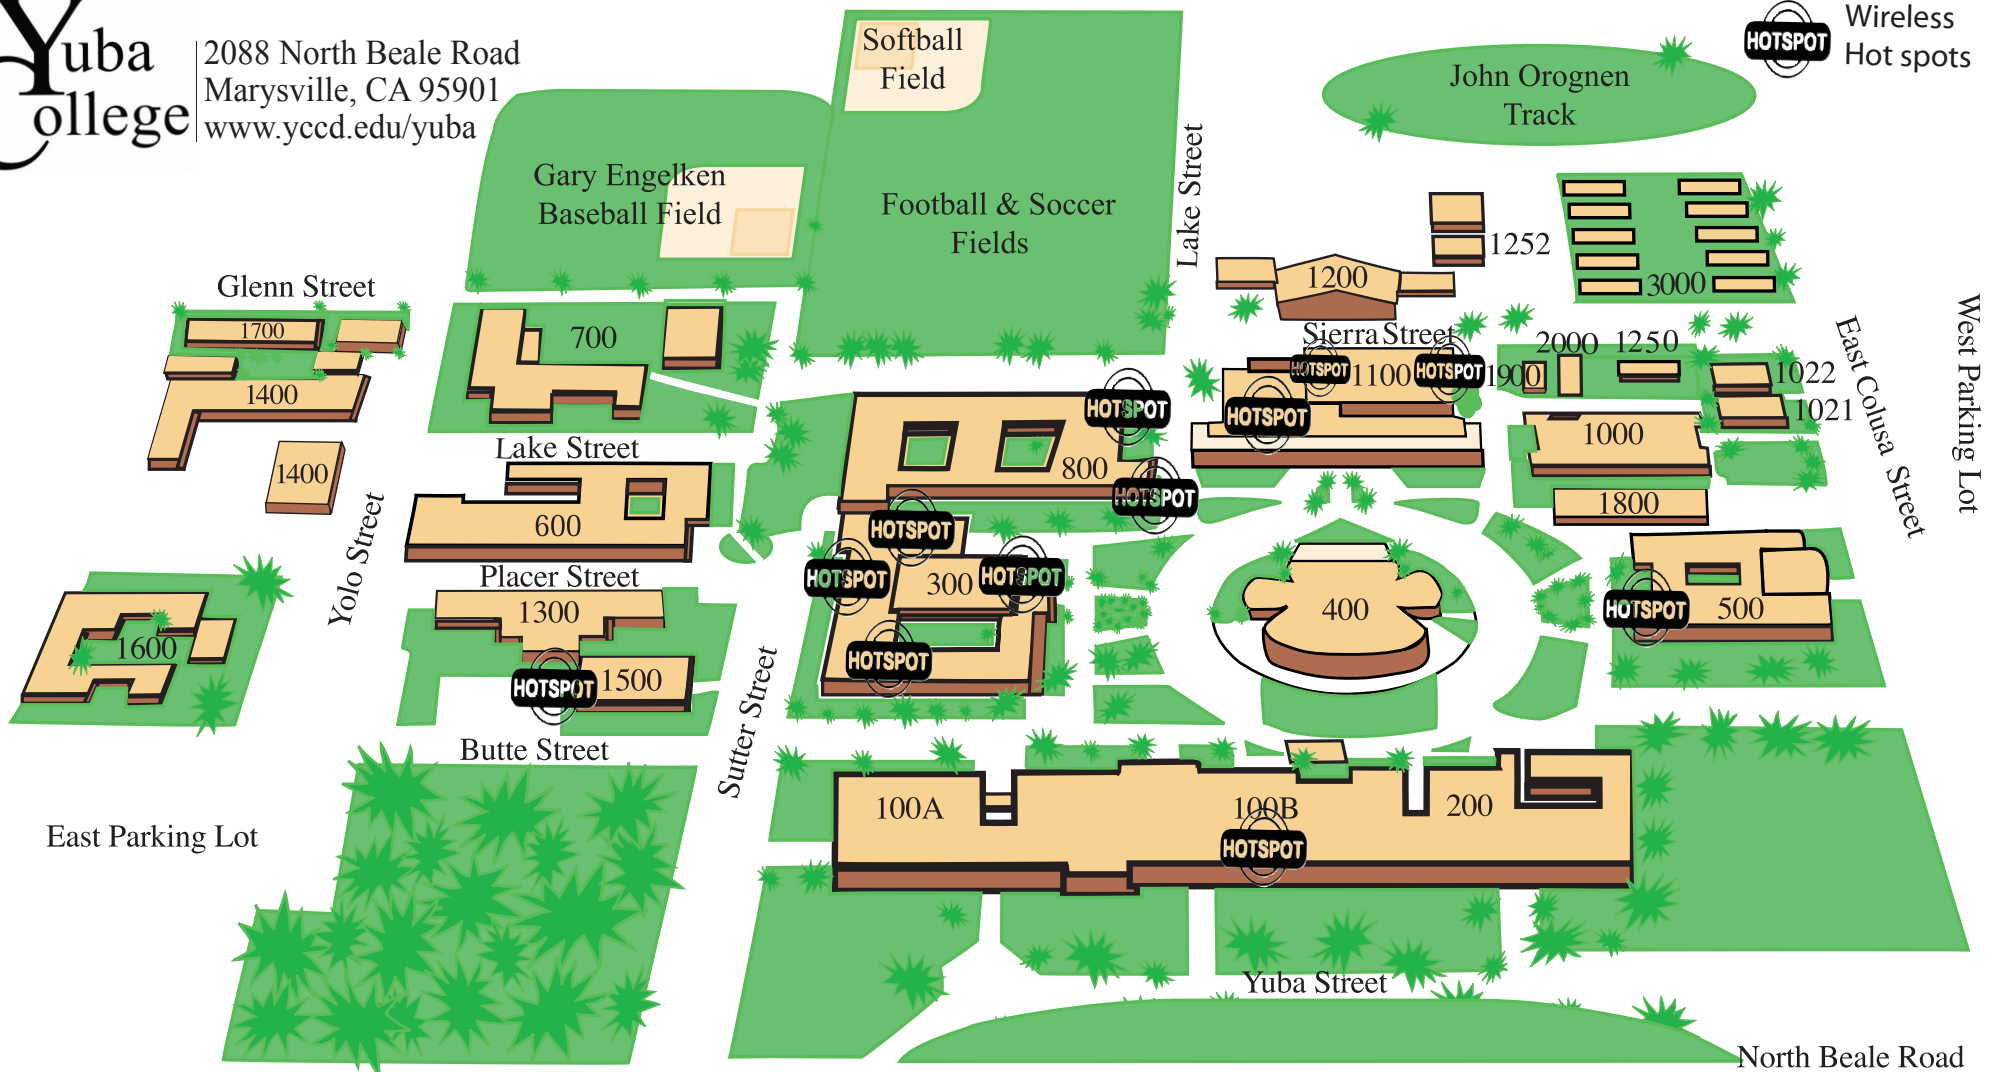 Yuba
College
2088 North Beale Road
Marysville, CA 95901
www.yccd.edu/yuba
Softball
Field
Wireless
Hot spots
HOTSPOT
John Orognen
Track
Gary Engelken
Baseball Field
Football & Soccer
Fields
Lake Street
1252
1200
3000
Glenn Street
1700
1400
1400
700
Sierra Street
HOTSPOT
1100
HOTSPOT
1900
2000
1250
1022
1021
East Colusa Street
West Parking Lot
HOTSPOT
HOTSPOT
1000
Lake Street
800
HOTSPOT
1800
600
HOTSPOT
Yolo Street
Placer Street
HOTSPOT
300
HOTSPOT
400
HOTSPOT
500
1300
1600
HOTSPOT
HOTSPOT
1500
Sutter Street
Butte Street
East Parking Lot
100A
100B
200
HOTSPOT
Yuba Street
North Beale Road